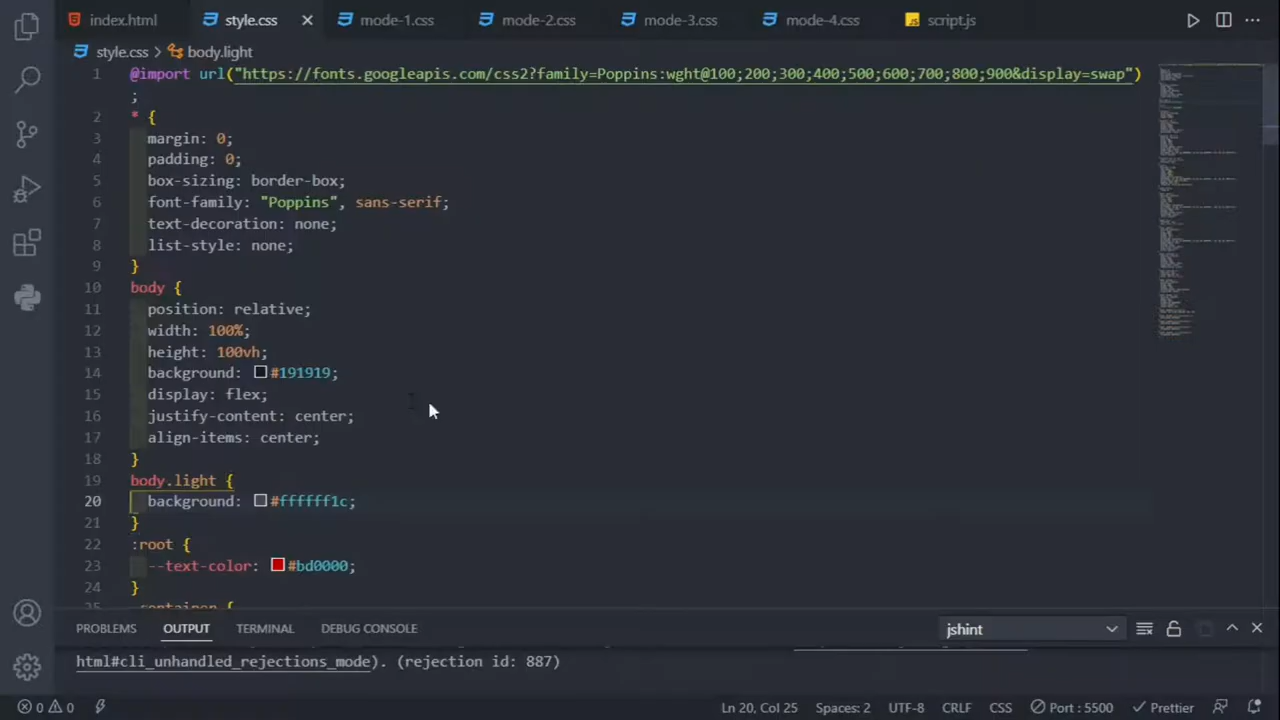 index.html style.css mode-1.css mode-2.css mode-3.css mode-4.css script.js
style.css > body.light
1 @import url("https://fonts.googleapis.com/css2?family=Poppins:wght@100;200;300;400;500;600;700;800;900&display=swap")
;
2 * {
3 margin: 0;
4 padding: 0;
5 box-sizing: border-box;
6 font-family: "Poppins", sans-serif;
7 text-decoration: none;
8 list-style: none;
9 }
10 body {
11 position: relative;
12 width: 100%;
13 height: 100vh;
14 background: #191919;
15 display: flex;
16 justify-content: center;
17 align-items: center;
18 }
19 body.light {
20 background: #ffffff1c;
21 }
22 :root {
23 --text-color: #bd0000;
24 }
25 .container {
PROBLEMS OUTPUT TERMINAL DEBUG CONSOLE jshint
html#cli_unhandled_rejections_mode). (rejection id: 887)
0 0 Ln 20, Col 25 Spaces: 2 UTF-8 CRLF CSS Port : 5500 Prettier